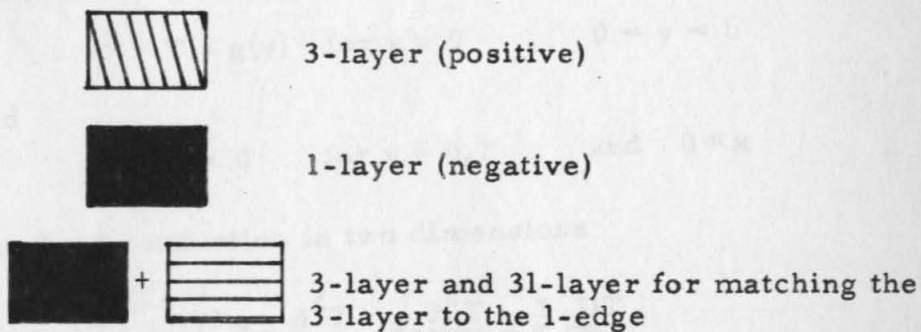 3-layer (positive)
1-layer (negative)
+ 3-layer and 31-layer for matching the
3-layer to the 1-edge